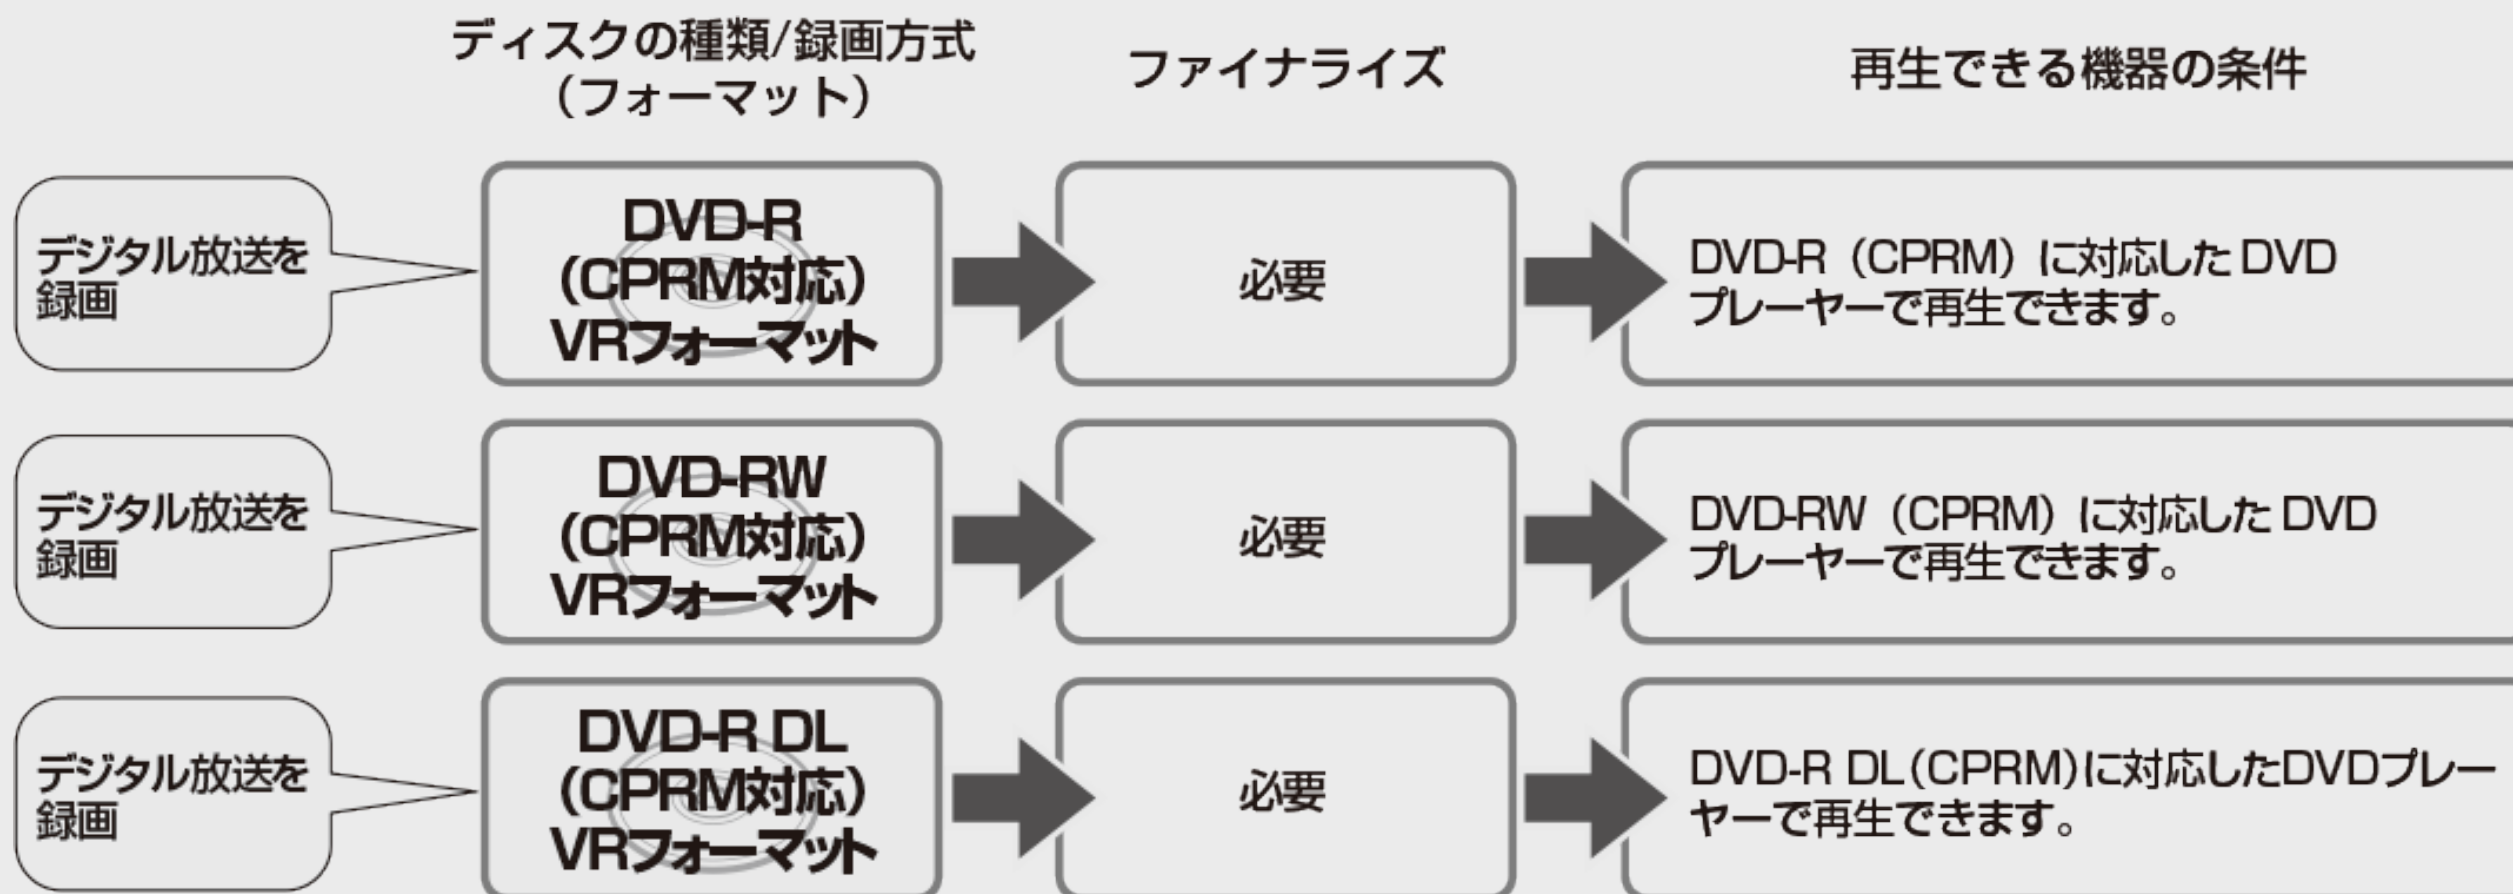 ディスクの種類/録画方式
（フォーマット）
ファイナライズ
再生できる機器の条件
デジタル放送を
録画
DVD-R
（CPRM対応）
VRフォーマット
必要
DVD-R（CPRM）に対応した DVD
プレーヤーで再生できます。
デジタル放送を
録画
DVD-RW
（CPRM対応）
VRフォーマット
必要
DVD-RW（CPRM）に対応した DVD
プレーヤーで再生できます。
デジタル放送を
録画
DVD-R DL
（CPRM対応）
VRフォーマット
必要
DVD-R DL(CPRM)に対応したDVDプレー
ヤーで再生できます。